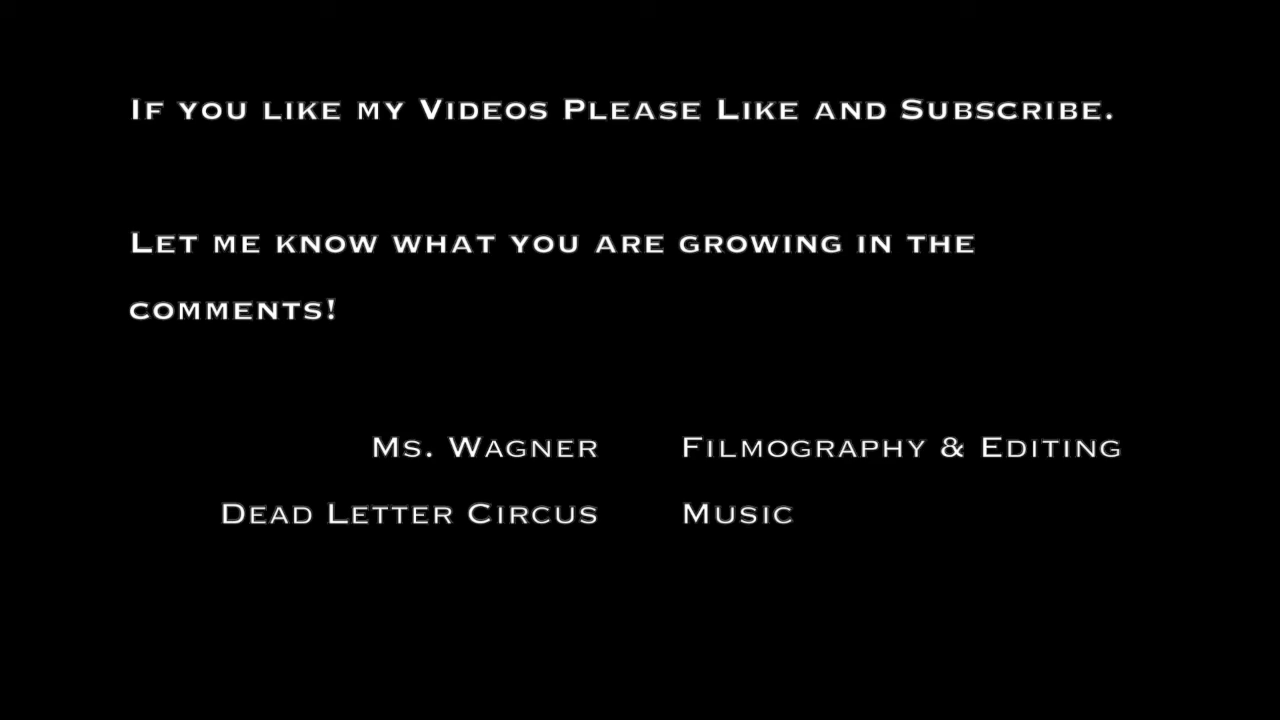 If you like my Videos Please Like and Subscribe.
Let me know what you are growing in the
comments!
Ms. Wagner Filmography & Editing
Dead Letter Circus Music